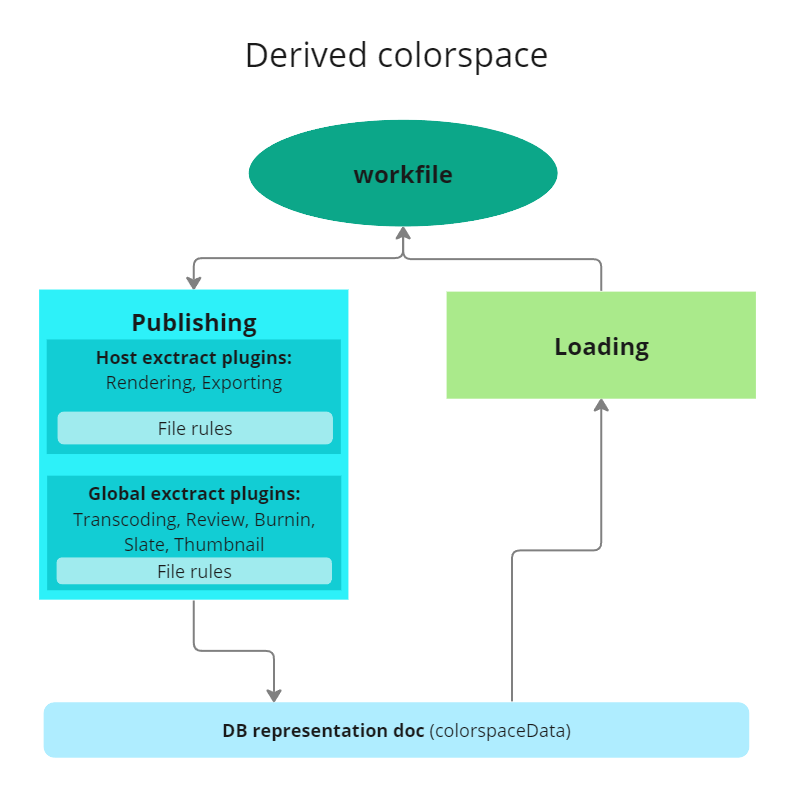 Derived colorspace
workfile
Publishing
Host exctract plugins:
Rendering, Exporting
File rules
Global exctract plugins:
Transcoding, Review, Burnin,
Slate, Thumbnail
File rules
Loading
DB representation doc (colorspaceData)